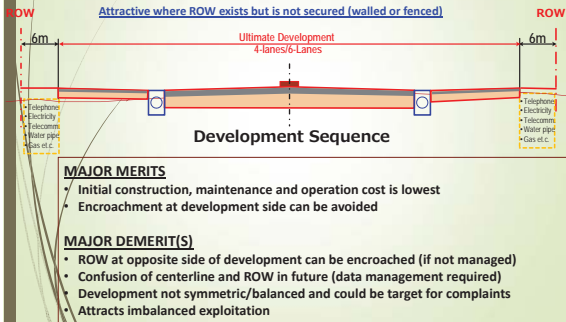 Attractive where ROW exists but is not secured (walled or fenced)
ROW
ROW
6m
Ultimate Development
4-lanes/6-Lanes
6m
• Telephone
• Electricity
• Telecomm.
• Water pipe
• Gas et.c.
• Telephone
• Electricity
• Telecomm.
• Water pipe
• Gas et.c.
Development Sequence
MAJOR MERITS
• Initial construction, maintenance and operation cost is lowest
• Encroachment at development side can be avoided
MAJOR DEMERIT(S)
• ROW at opposite side of development can be encroached (if not managed)
• Confusion of centerline and ROW in future (data management required)
• Development not symmetric/balanced and could be target for complaints
• Attracts imbalanced exploitation